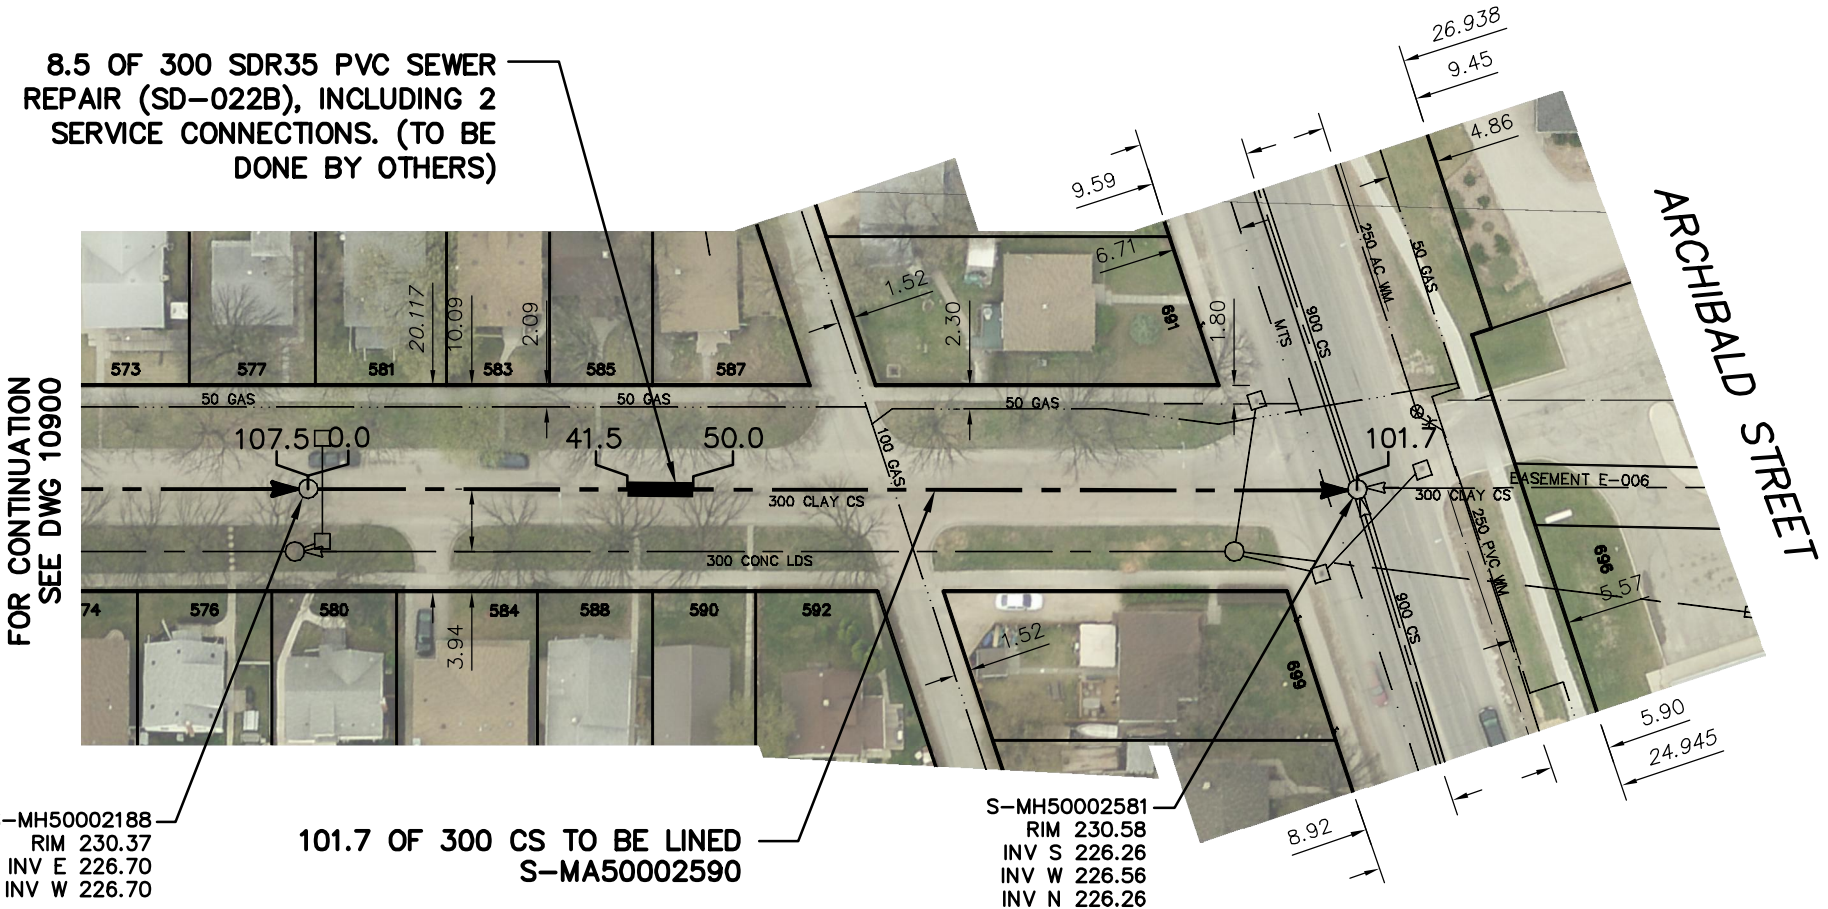 8.5 OF 300 SDR35 PVC SEWER
REPAIR (SD-022B), INCLUDING 2
SERVICE CONNECTIONS. (TO BE
DONE BY OTHERS)
26.938
9.45
4.86
9.59
6.71
1.52
2.30
1.80
691
MTS
900 CS
250 AC WM
50 GAS
ARCHIBALD STREET
20.117
10.09
2.09
573
577
581
583
585
587
50 GAS
50 GAS
50 GAS
FOR CONTINUATION
SEE DWG 10900
107.5
0.0
41.5
50.0
100 GAS
101.7
300 CLAY CS
300 CLAY CS
EASEMENT E-006
250 PVC WM
300 CONC LDS
900 CS
696
5.57
74
576
580
584
588
590
592
3.94
1.52
699
5.90
24.945
8.92
-MH50002188
RIM 230.37
INV E 226.70
INV W 226.70
101.7 OF 300 CS TO BE LINED
S-MA50002590
S-MH50002581
RIM 230.58
INV S 226.26
INV W 226.56
INV N 226.26